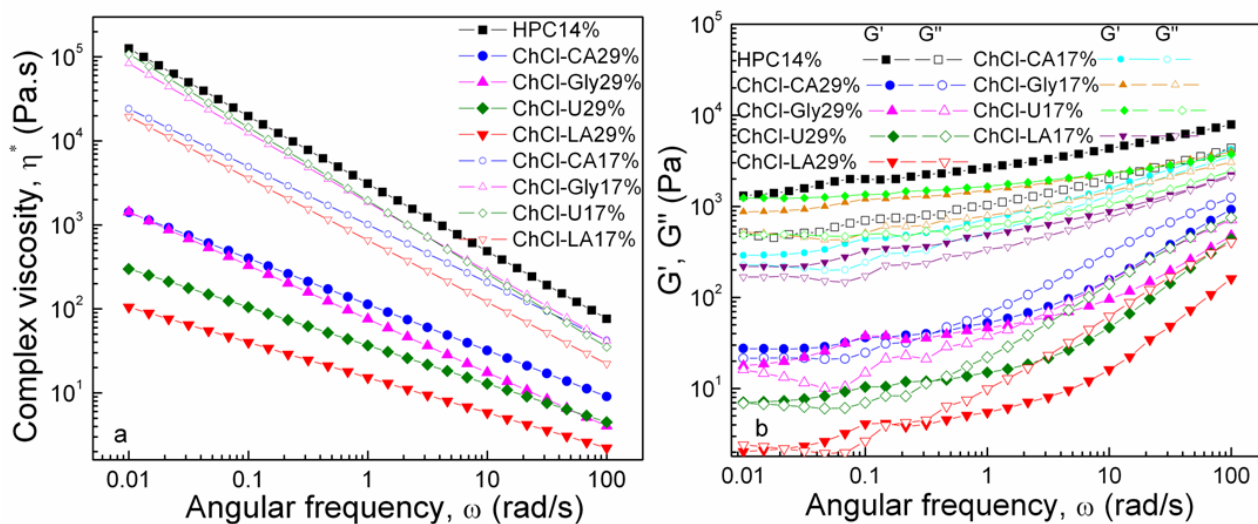 10⁵
10⁴
10³
10²
10¹
Complex viscosity, η* (Pa.s)
HPC14%
ChCl-CA29%
ChCl-Gly29%
ChCl-U29%
ChCl-LA29%
ChCl-CA17%
ChCl-Gly17%
ChCl-U17%
ChCl-LA17%
a
0.01 0.1 1 10 100
Angular frequency, ω (rad/s)
10⁵
10⁴
10³
10²
10¹
G', G'' (Pa)
G' G'' G' G''
HPC14% ChCl-CA17%
ChCl-CA29% ChCl-Gly17%
ChCl-Gly29% ChCl-U17%
ChCl-U29% ChCl-LA17%
ChCl-LA29%
b
0.01 0.1 1 10 100
Angular frequency, ω (rad/s)